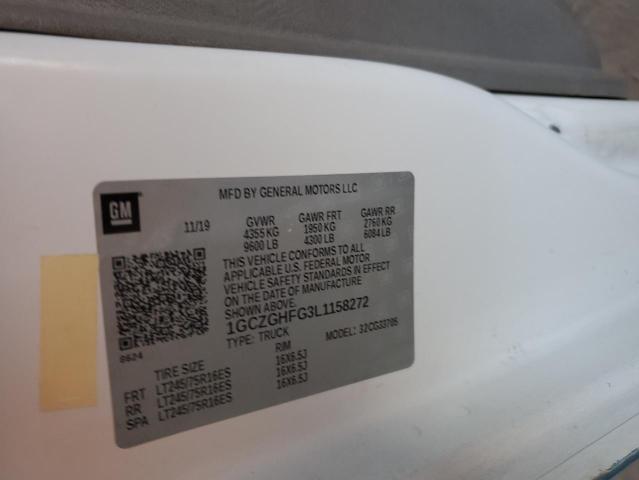 GM
MFD BY GENERAL MOTORS LLC
11/19
GVWR GAWR FRT GAWR RR
4355 KG 1950 KG 2760 KG
9600 LB 4300 LB 6084 LB
THIS VEHICLE CONFORMS TO ALL
APPLICABLE U.S. FEDERAL MOTOR
VEHICLE SAFETY STANDARDS IN EFFECT
ON THE DATE OF MANUFACTURE
SHOWN ABOVE.
1GCZGHFG3L1158272
TYPE: TRUCK MODEL: 32CG33705
8624
TIRE SIZE RIM
FRT LT245/75R16ES 16X6.5J
RR LT245/75R16ES 16X6.5J
SPA LT245/75R16ES 16X6.5J